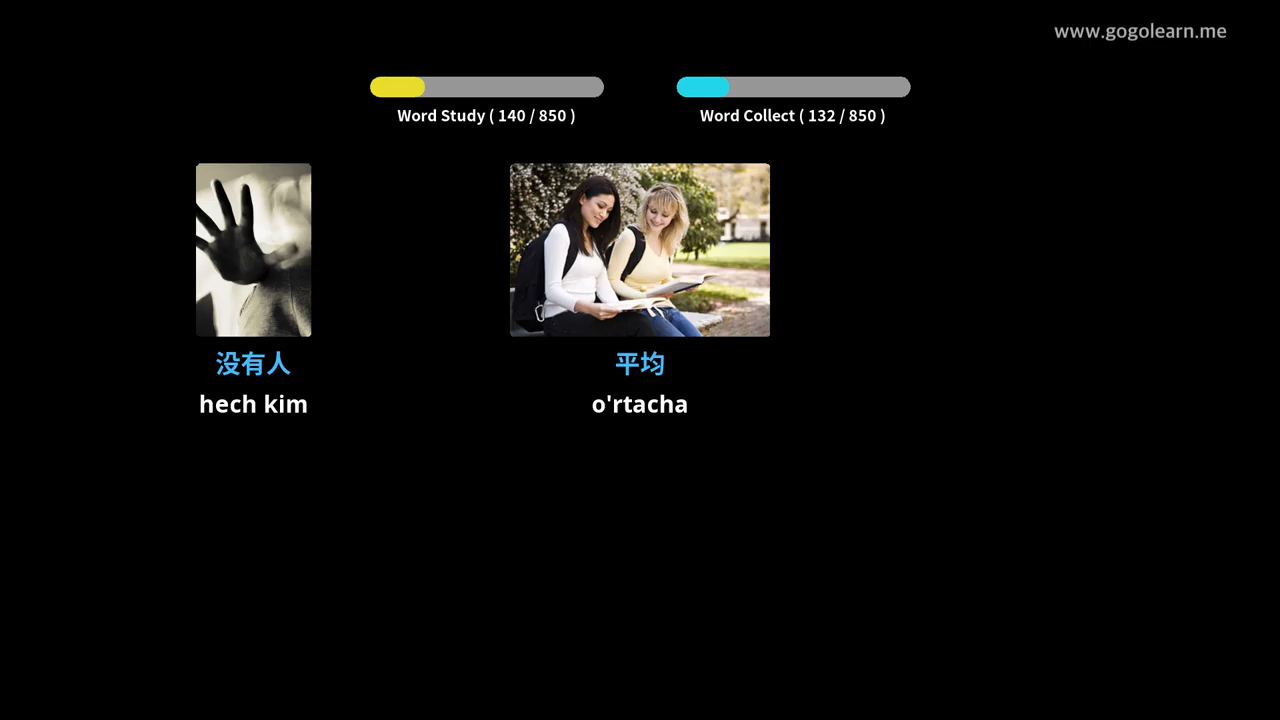 www.gogolearn.me
Word Study ( 140 / 850 )
Word Collect ( 132 / 850 )
没有人
hech kim
平均
o'rtacha